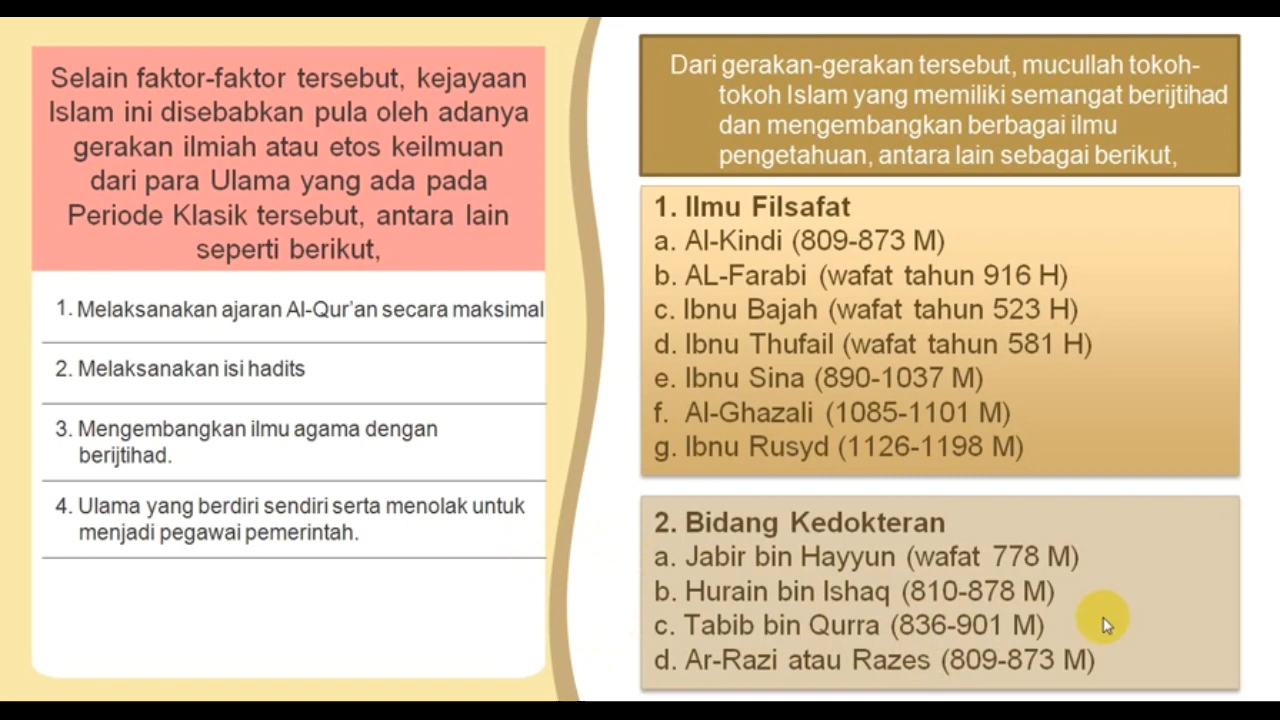 Selain faktor-faktor tersebut, kejayaan
Islam ini disebabkan pula oleh adanya
gerakan ilmiah atau etos keilmuan
dari para Ulama yang ada pada
Periode Klasik tersebut, antara lain
seperti berikut,
1. Melaksanakan ajaran Al-Qur'an secara maksimal
2. Melaksanakan isi hadits
3. Mengembangkan ilmu agama dengan
berijtihad.
4. Ulama yang berdiri sendiri serta menolak untuk
menjadi pegawai pemerintah.
Dari gerakan-gerakan tersebut, mucullah tokoh-
tokoh Islam yang memiliki semangat berijtihad
dan mengembangkan berbagai ilmu
pengetahuan, antara lain sebagai berikut,
1. Ilmu Filsafat
a. Al-Kindi (809-873 M)
b. AL-Farabi (wafat tahun 916 H)
c. Ibnu Bajah (wafat tahun 523 H)
d. Ibnu Thufail (wafat tahun 581 H)
e. Ibnu Sina (890-1037 M)
f. Al-Ghazali (1085-1101 M)
g. Ibnu Rusyd (1126-1198 M)
2. Bidang Kedokteran
a. Jabir bin Hayyun (wafat 778 M)
b. Hurain bin Ishaq (810-878 M)
c. Tabib bin Qurra (836-901 M)
d. Ar-Razi atau Razes (809-873 M)